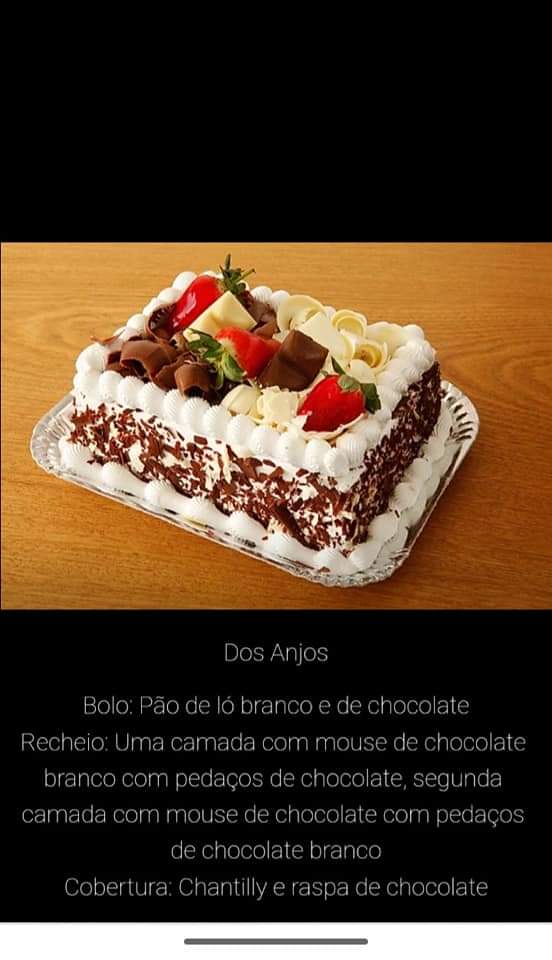 Dos Anjos
Bolo: Pão de ló branco e de chocolate
Recheio: Uma camada com mouse de chocolate
branco com pedaços de chocolate, segunda
camada com mouse de chocolate com pedaços
de chocolate branco
Cobertura: Chantilly e raspa de chocolate